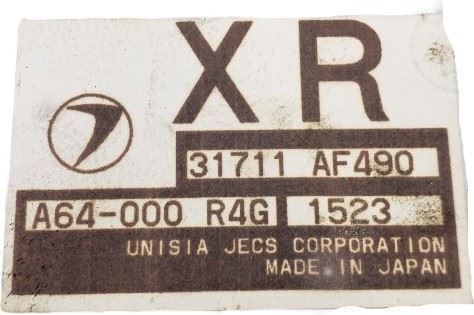 XR
31711 AF490
A64-000 R4G 1523
UNISIA JECS CORPORATION
MADE IN JAPAN